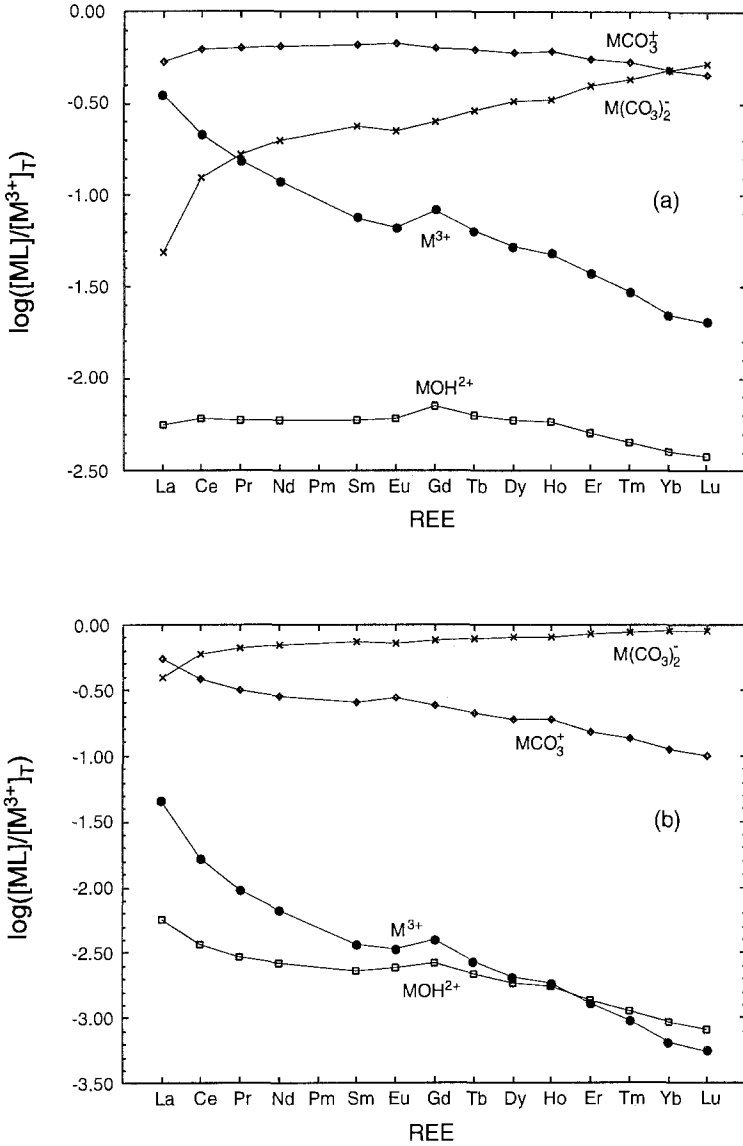 0.00
-0.50
-1.00
-1.50
-2.00
-2.50
log([ML]/[M³⁺]T)
MCO₃⁺
M(CO₃)₂⁻
(a)
M³⁺
MOH²⁺
La Ce Pr Nd Pm Sm Eu Gd Tb Dy Ho Er Tm Yb Lu
REE
0.00
-0.50
-1.00
-1.50
-2.00
-2.50
-3.00
-3.50
log([ML]/[M³⁺]T)
M(CO₃)₂⁻
MCO₃⁺
(b)
M³⁺
MOH²⁺
La Ce Pr Nd Pm Sm Eu Gd Tb Dy Ho Er Tm Yb Lu
REE